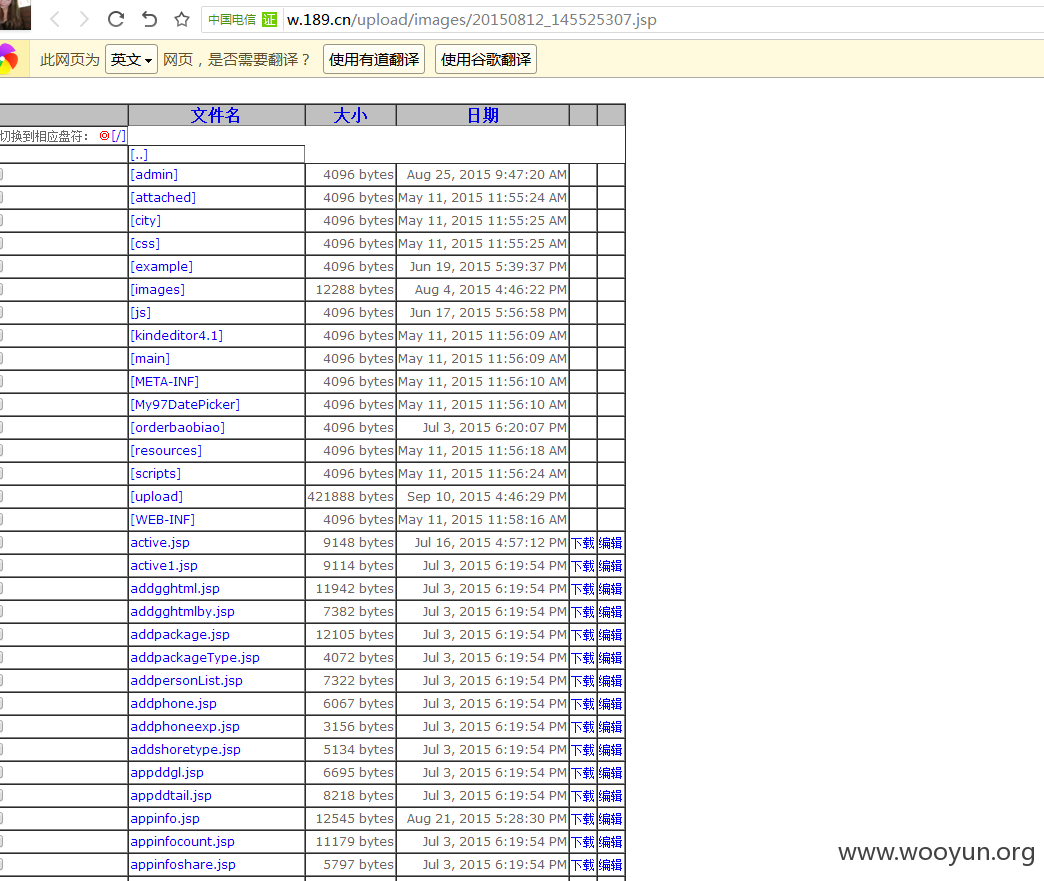 中国电信 证 w.189.cn/upload/images/20150812_145525307.jsp
此网页为 英文 网页，是否需要翻译？ 使用有道翻译 使用谷歌翻译
文件名 大小 日期
切换到相应盘符： [/]
[..]
[admin] 4096 bytes Aug 25, 2015 9:47:20 AM
[attached] 4096 bytes May 11, 2015 11:55:24 AM
[city] 4096 bytes May 11, 2015 11:55:25 AM
[css] 4096 bytes May 11, 2015 11:55:25 AM
[example] 4096 bytes Jun 19, 2015 5:39:37 PM
[images] 12288 bytes Aug 4, 2015 4:46:22 PM
[js] 4096 bytes Jun 17, 2015 5:56:58 PM
[kindeditor4.1] 4096 bytes May 11, 2015 11:56:09 AM
[main] 4096 bytes May 11, 2015 11:56:09 AM
[META-INF] 4096 bytes May 11, 2015 11:56:10 AM
[My97DatePicker] 4096 bytes May 11, 2015 11:56:10 AM
[orderbaobiao] 4096 bytes Jul 3, 2015 6:20:07 PM
[resources] 4096 bytes May 11, 2015 11:56:18 AM
[scripts] 4096 bytes May 11, 2015 11:56:24 AM
[upload] 421888 bytes Sep 10, 2015 4:46:29 PM
[WEB-INF] 4096 bytes May 11, 2015 11:58:16 AM
active.jsp 9148 bytes Jul 16, 2015 4:57:12 PM 下载 编辑
active1.jsp 9114 bytes Jul 3, 2015 6:19:54 PM 下载 编辑
addgghtml.jsp 11942 bytes Jul 3, 2015 6:19:54 PM 下载 编辑
addgghtmlby.jsp 7382 bytes Jul 3, 2015 6:19:54 PM 下载 编辑
addpackage.jsp 12105 bytes Jul 3, 2015 6:19:54 PM 下载 编辑
addpackageType.jsp 4072 bytes Jul 3, 2015 6:19:54 PM 下载 编辑
addpersonList.jsp 7322 bytes Jul 3, 2015 6:19:54 PM 下载 编辑
addphone.jsp 6067 bytes Jul 3, 2015 6:19:54 PM 下载 编辑
addphoneexp.jsp 3156 bytes Jul 3, 2015 6:19:54 PM 下载 编辑
addshoretype.jsp 5134 bytes Jul 3, 2015 6:19:54 PM 下载 编辑
appddgl.jsp 6695 bytes Jul 3, 2015 6:19:54 PM 下载 编辑
appddtail.jsp 8218 bytes Jul 3, 2015 6:19:54 PM 下载 编辑
appinfo.jsp 12545 bytes Aug 21, 2015 5:28:30 PM 下载 编辑
appinfocount.jsp 11179 bytes Jul 3, 2015 6:19:54 PM 下载 编辑
appinfoshare.jsp 5797 bytes Jul 3, 2015 6:19:54 PM 下载 编辑
www.wooyun.org